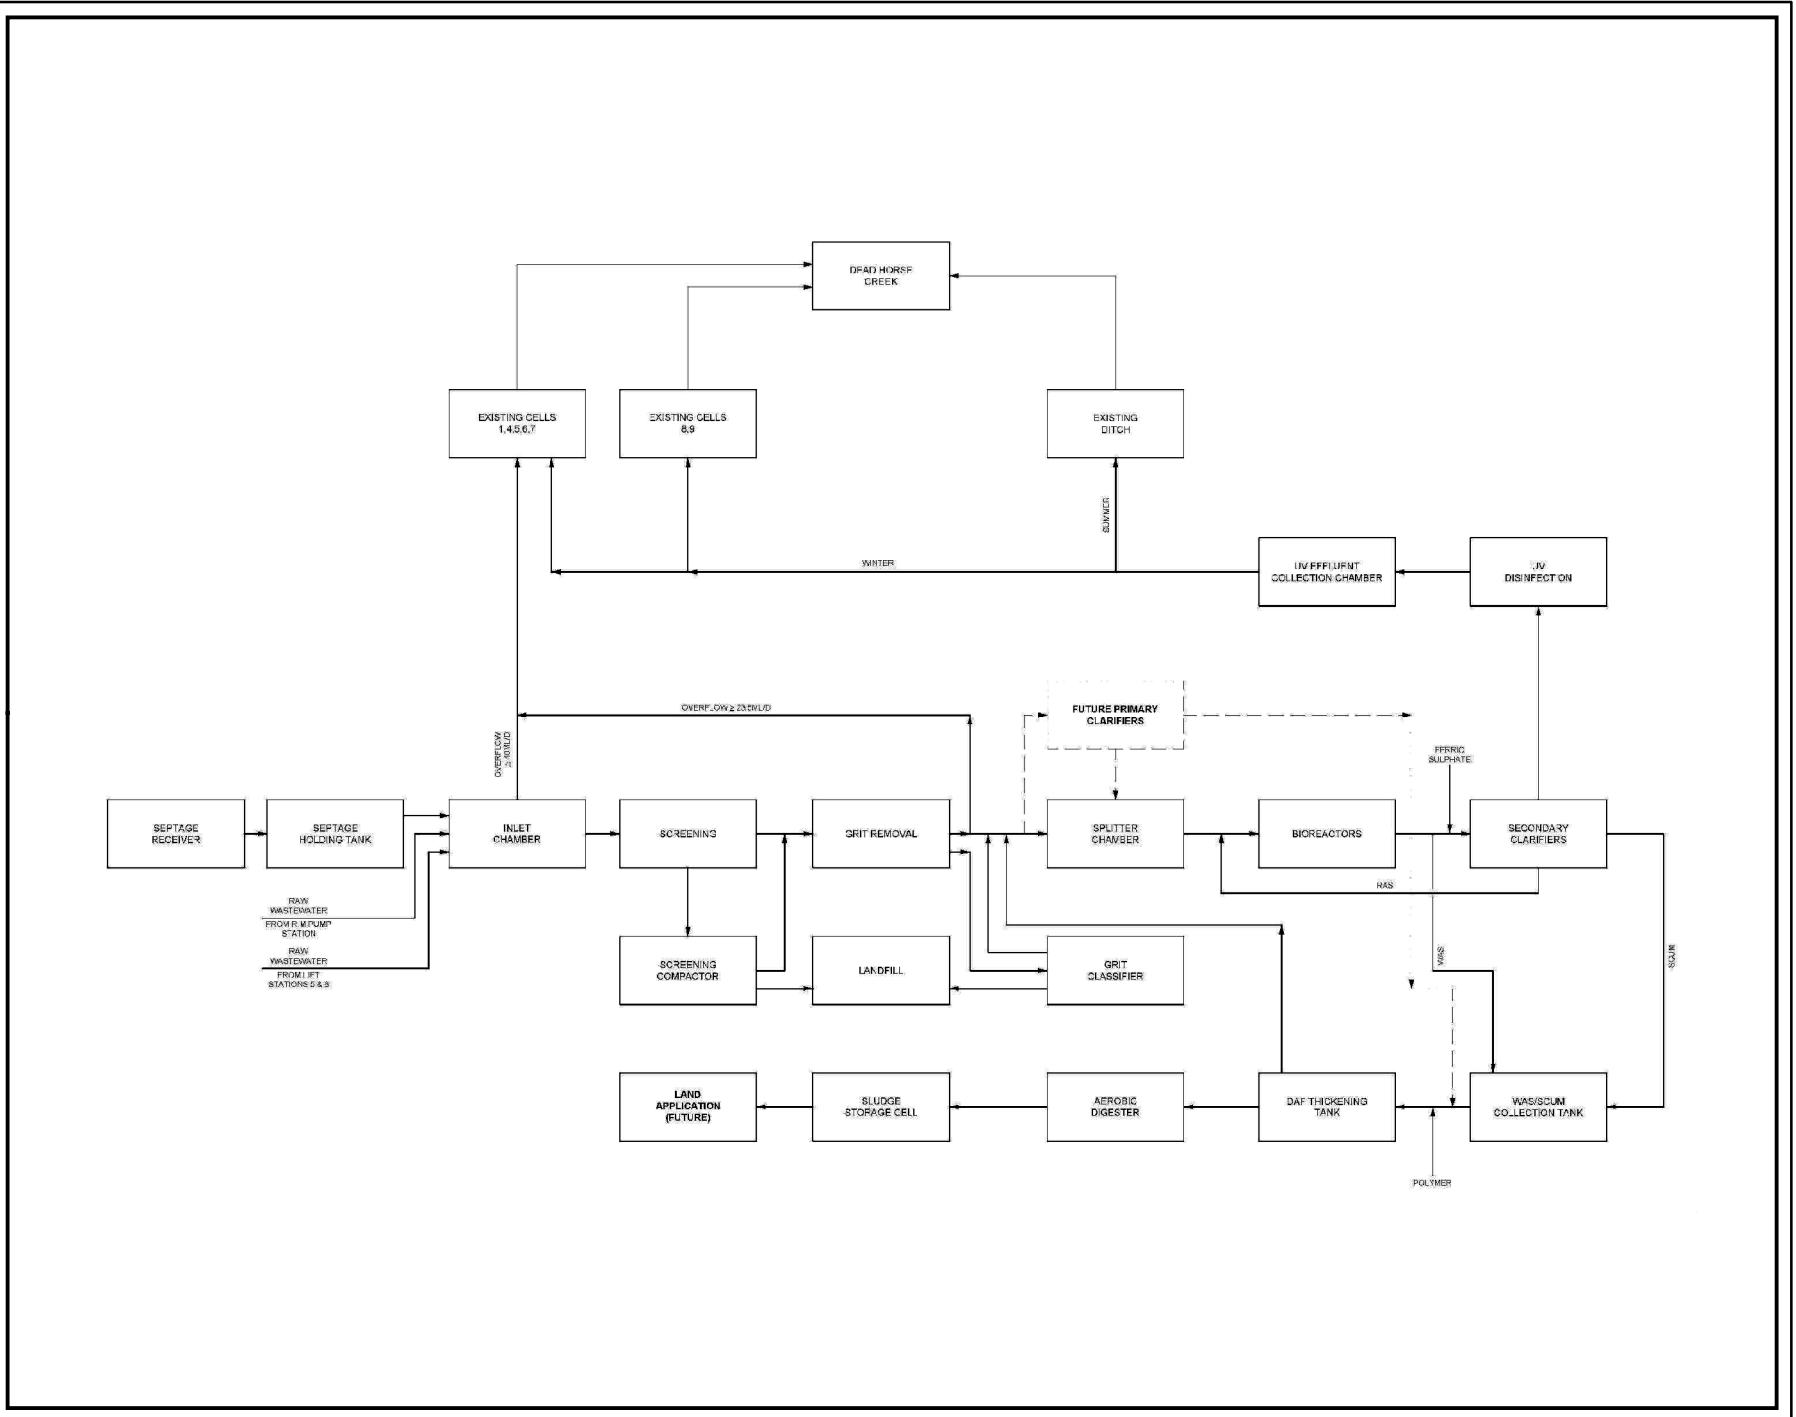 DEAD HORSE
CREEK
EXISTING CELLS
1,4,5,6,7
EXISTING CELLS
8,9
EXISTING
DITCH
SUMMER
WINTER
UV EFFLUENT
COLLECTION CHAMBER
UV
DISINFECTION
OVERFLOW
FUTURE PRIMARY
CLARIFIERS
OVERFLOW
FERRIC
SULPHATE
SEPTAGE
RECEIVER
SEPTAGE
HOLDING TANK
INLET
CHAMBER
SCREENING
GRIT REMOVAL
SPLITTER
CHAMBER
BIOREACTORS
SECONDARY
CLARIFIERS
RAS
RAW
WASTEWATER
FROM R.M PUMP
STATION
RAW
WASTEWATER
FROM LIFT
SCREENING
COMPACTOR
LANDFILL
GRIT
CLASSIFIER
WAS
SCUM
LAND
APPLICATION
(FUTURE)
SLUDGE
STORAGE CELL
AEROBIC
DIGESTER
DAF THICKENING
TANK
WAS/SCUM
COLLECTION TANK
POLYMER